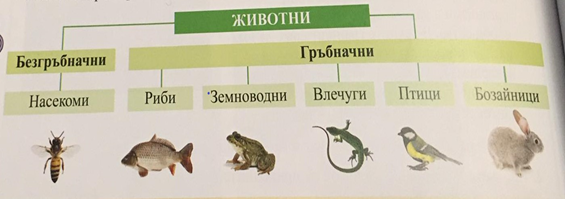 ЖИВОТНИ
Безгръбначни Гръбначни
Насекоми Риби Земноводни Влечуги Птици Бозайници